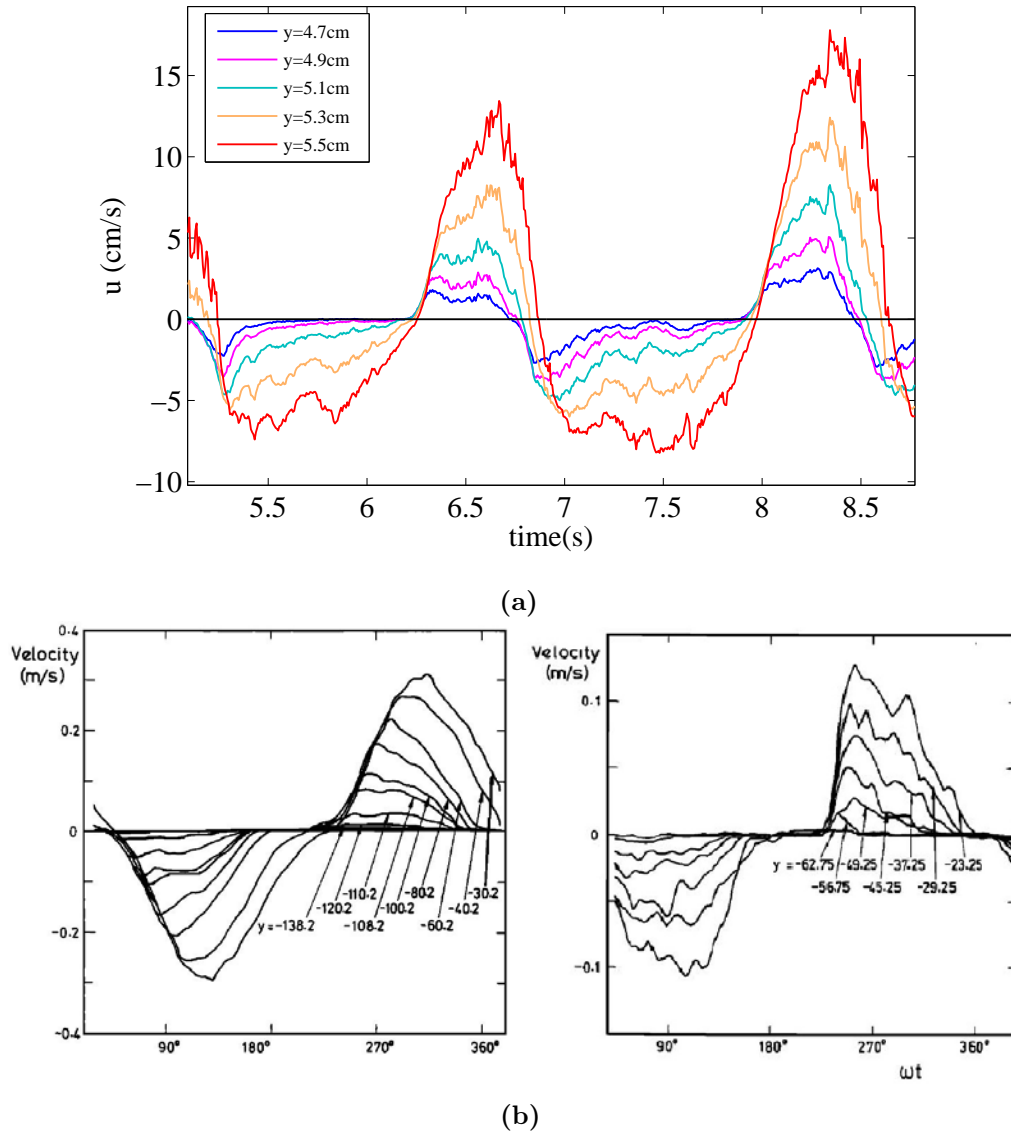 y=4.7cm
y=4.9cm
y=5.1cm
y=5.3cm
y=5.5cm
u (cm/s)
15
10
5
0
−5
−10
5.5 6 6.5 7 7.5 8 8.5
time(s)
(a)
0.4
Velocity
(m/s)
0.2
0
-0.2
-0.4
-30.2
-40.2
-110.2 -80.2
-120.2 -100.2 -60.2
y=-138.2 -108.2
90° 180° 270° 360°
Velocity
(m/s)
0.1
0
-0.1
y=-62.75 -49.25 -37.25 -23.25
-56.75 -45.25 -29.25
90° 180° 270° 360°
ωt
(b)